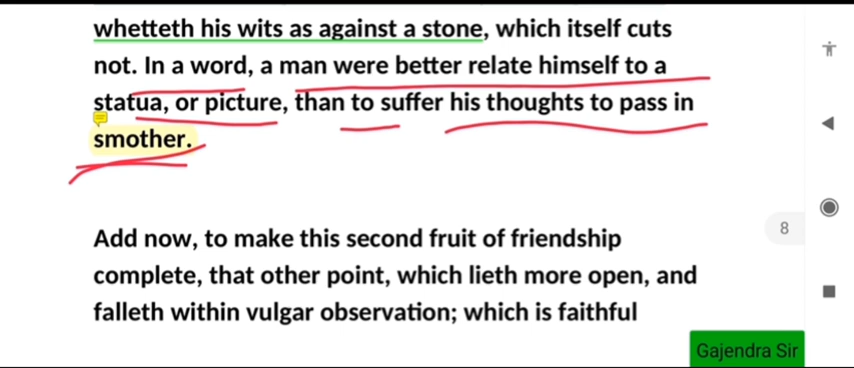 whetteth his wits as against a stone, which itself cuts
not. In a word, a man were better relate himself to a
statua, or picture, than to suffer his thoughts to pass in
smother.
Add now, to make this second fruit of friendship
8
complete, that other point, which lieth more open, and
falleth within vulgar observation; which is faithful
Gajendra Sir